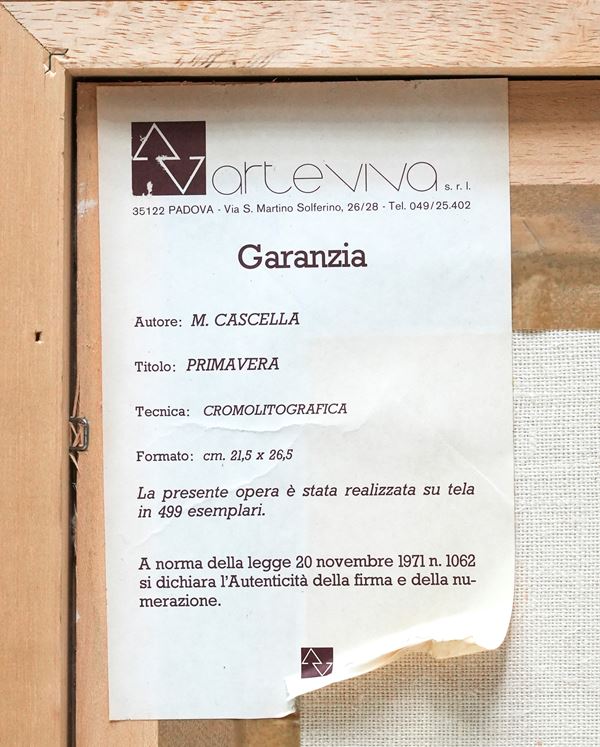 arteviva s.r.l.
35122 PADOVA - Via S. Martino Solferino, 26/28 - Tel. 049/25.402
Garanzia
Autore: M. CASCELLA
Titolo: PRIMAVERA
Tecnica: CROMOLITOGRAFICA
Formato: cm. 21,5 x 26,5
La presente opera è stata realizzata su tela
in 499 esemplari.
A norma della legge 20 novembre 1971 n. 1062
si dichiara l'Autenticità della firma e della nu-
merazione.